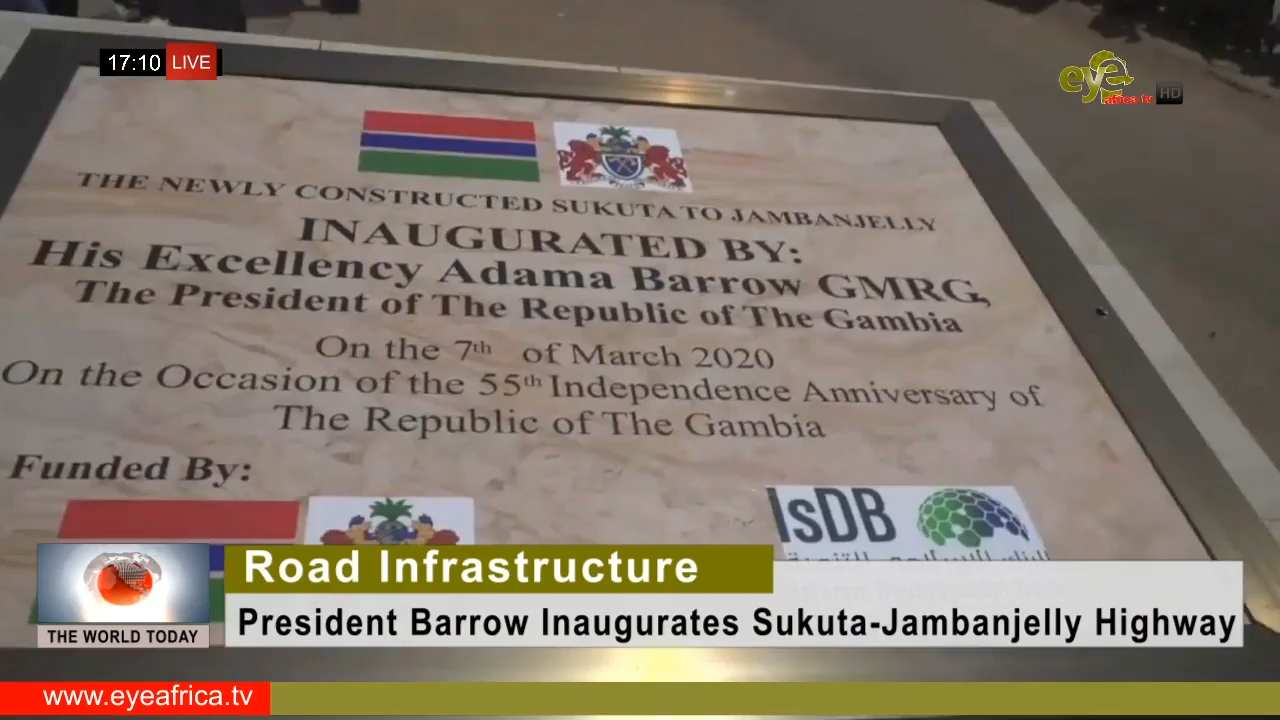 17:10 LIVE
eye
africa tv HD
THE NEWLY CONSTRUCTED SUKUTA TO JAMBANJELLY
INAUGURATED BY:
His Excellency Adama Barrow GMRG,
The President of The Republic of The Gambia
On the 7th of March 2020
On the Occasion of the 55th Independence Anniversary of
The Republic of The Gambia
Funded By:
IsDB
Road Infrastructure
President Barrow Inaugurates Sukuta-Jambanjelly Highway
THE WORLD TODAY
www.eyeafrica.tv